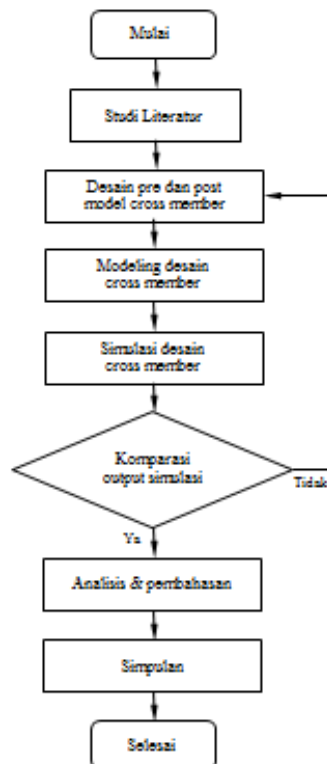 Mulai
Studi Literatur
Desain pre dan post
model cross member
Modeling desain
cross member
Simulasi desain
cross member
Komparasi
output simulasi
Tidak
Ya
Analisis & pembahasan
Simpulan
Selesai